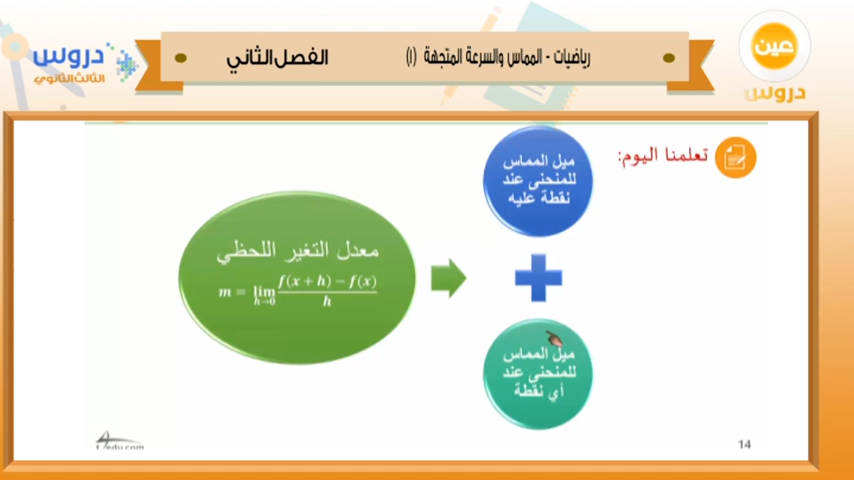 عين
دروس
رياضيات - المماس والسرعة المتجهة (١)
الفصل الثاني
دروس
الثالث الثانوي
تعلمنا اليوم:
ميل المماس
للمنحنى عند
نقطة عليه
ميل المماس
للمنحنى عند
أي نقطة
معدل التغير اللحظي
m = lim h→0 f(x + h) − f(x) / h
14